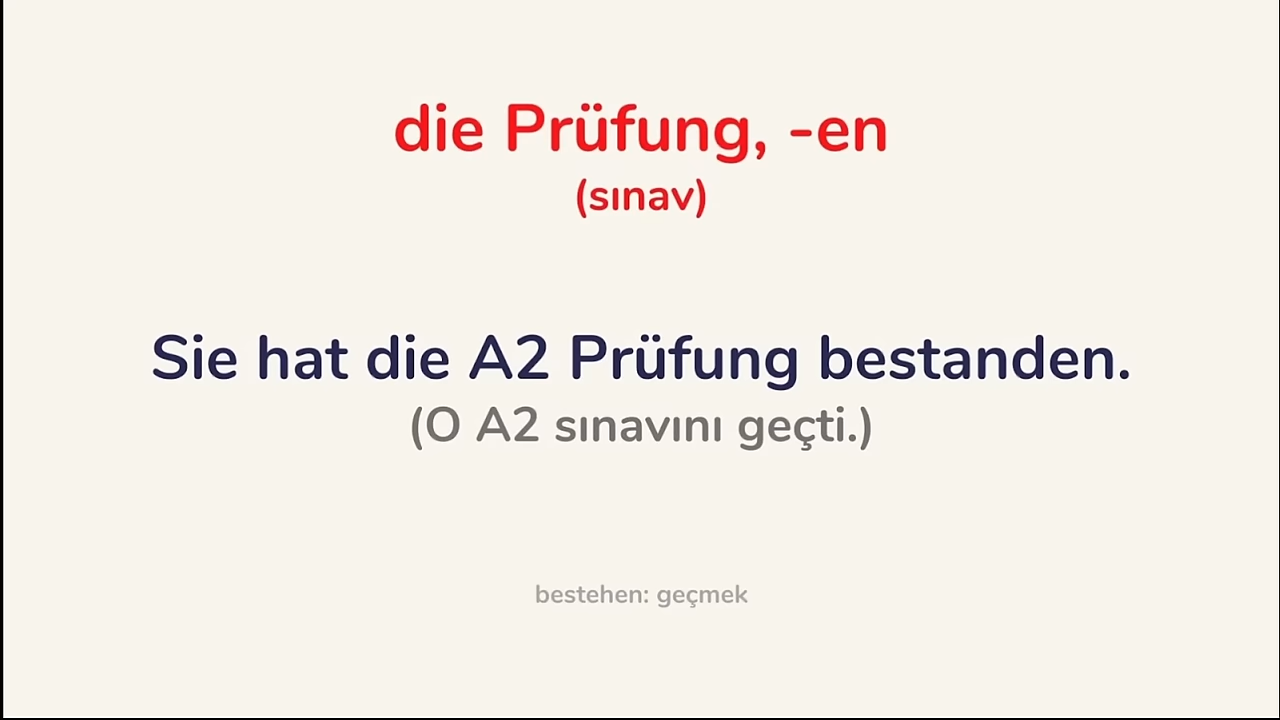 die Prüfung, -en
(sınav)
Sie hat die A2 Prüfung bestanden.
(O A2 sınavını geçti.)
bestehen: geçmek